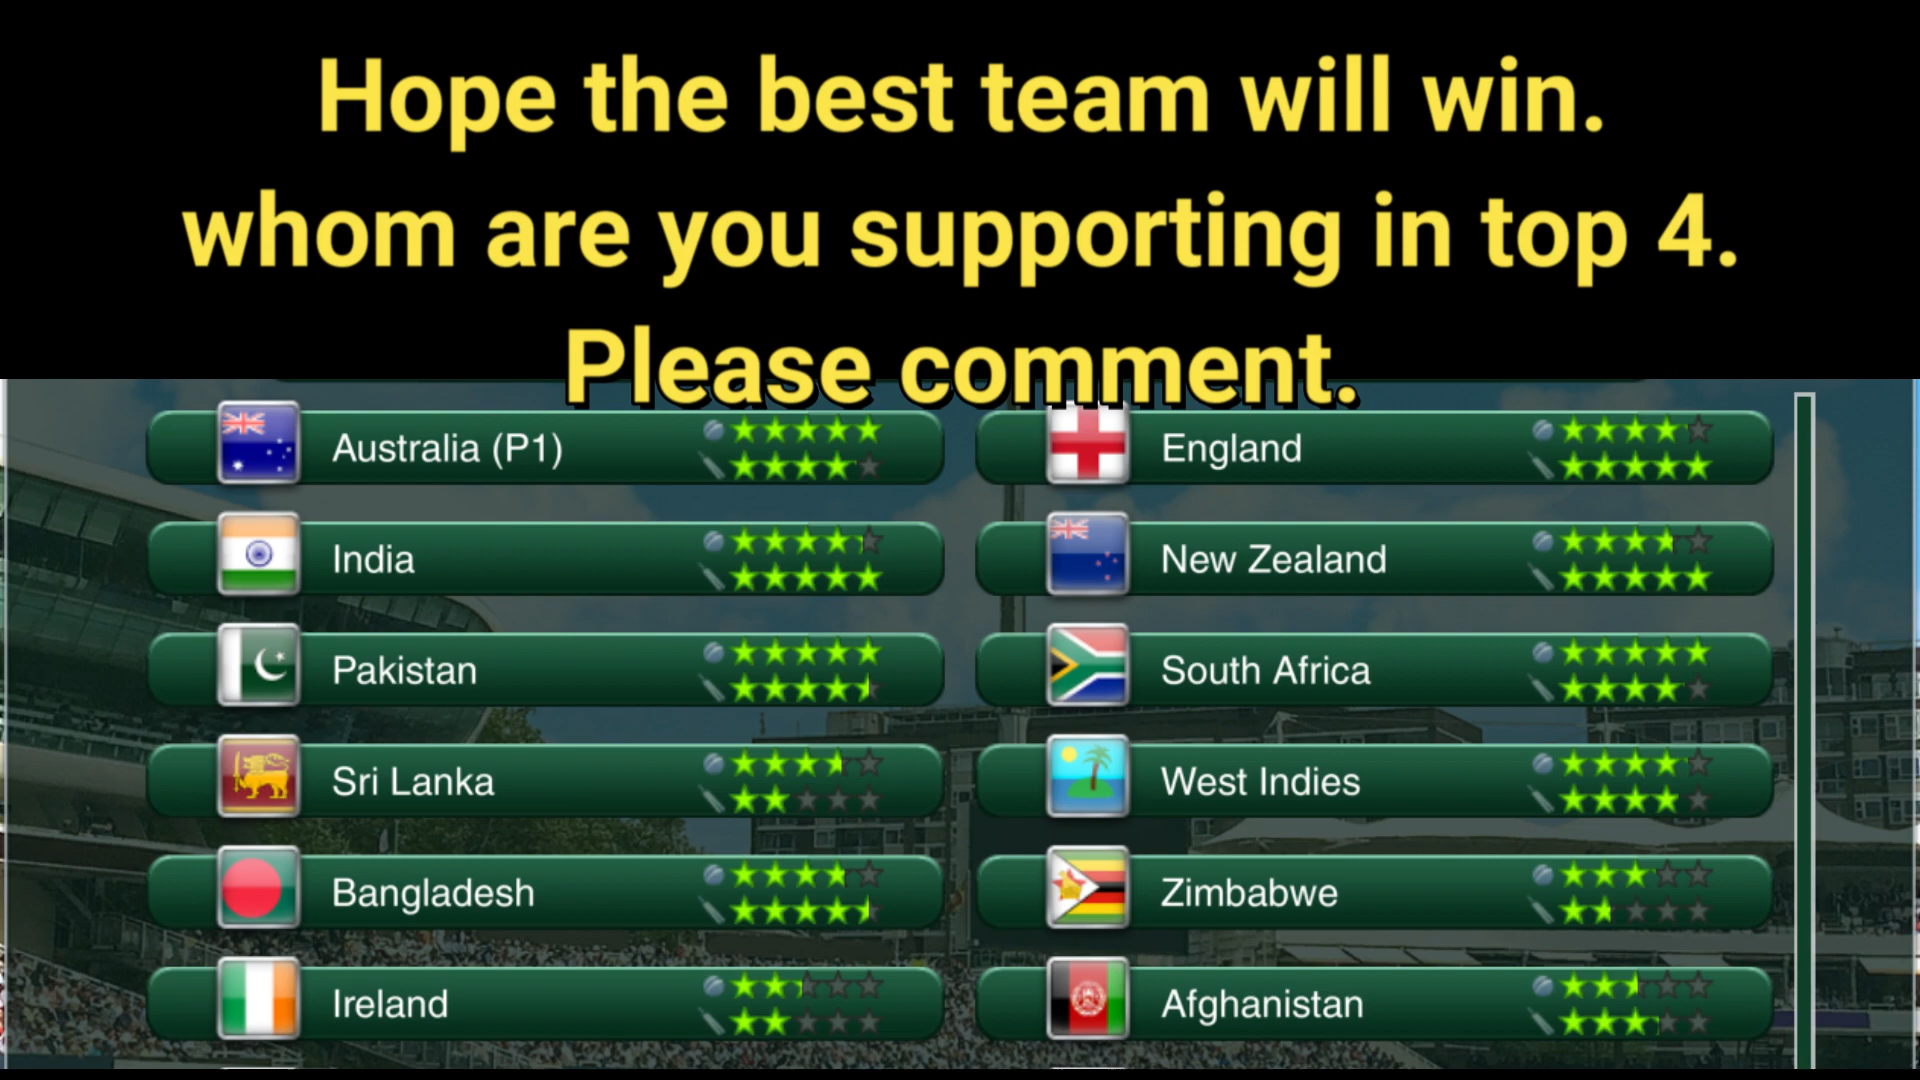 Hope the best team will win.
whom are you supporting in top 4.
Please comment.
Australia (P1)
England
India
New Zealand
Pakistan
South Africa
Sri Lanka
West Indies
Bangladesh
Zimbabwe
Ireland
Afghanistan